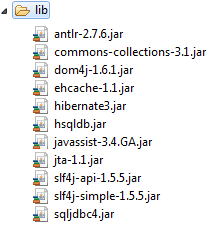 lib
antlr-2.7.6.jar
commons-collections-3.1.jar
dom4j-1.6.1.jar
ehcache-1.1.jar
hibernate3.jar
hsqldb.jar
javassist-3.4.GA.jar
jta-1.1.jar
slf4j-api-1.5.5.jar
slf4j-simple-1.5.5.jar
sqljdbc4.jar